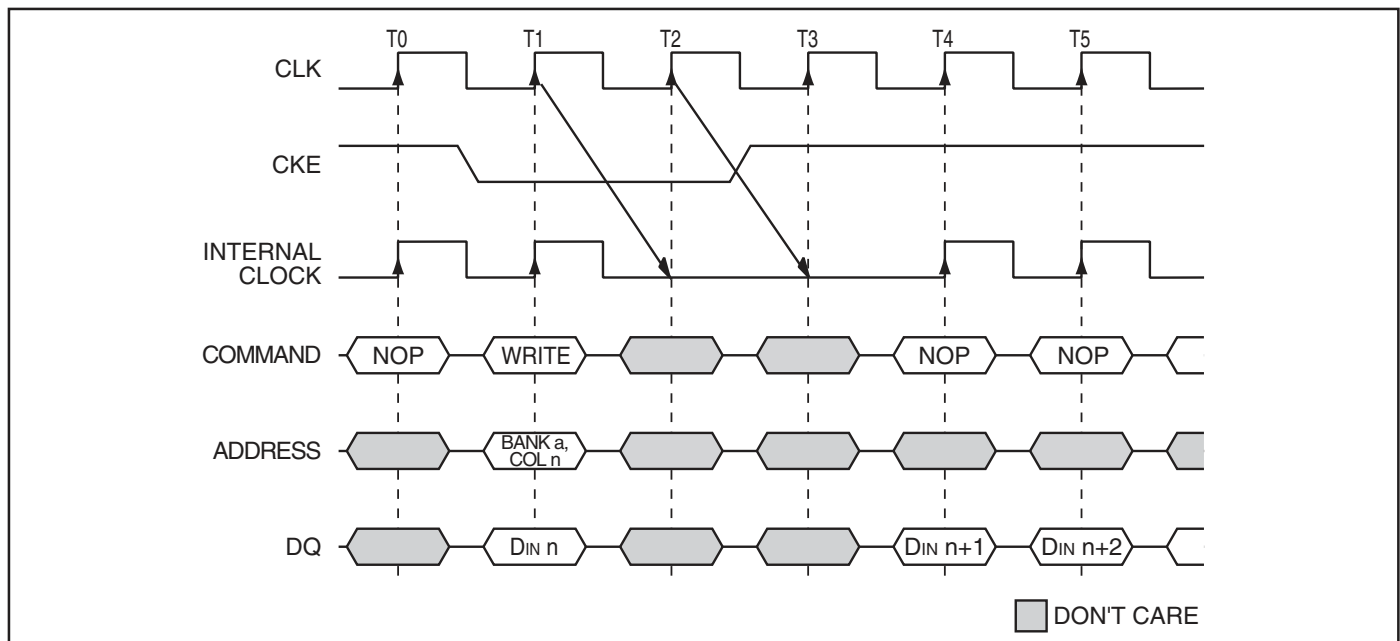 T0 T1 T2 T3 T4 T5
CLK
CKE
INTERNAL
CLOCK
COMMAND NOP WRITE NOP NOP
ADDRESS BANK a,
COL n
DQ DIN n DIN n+1 DIN n+2
DON'T CARE